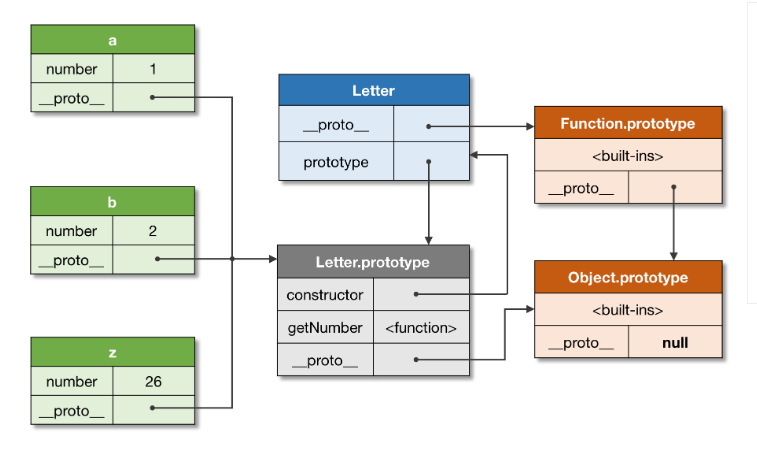 a
number 1
__proto__
b
number 2
__proto__
z
number 26
__proto__
Letter
__proto__
prototype
Letter.prototype
constructor
getNumber <function>
__proto__
Function.prototype
<built-ins>
__proto__
Object.prototype
<built-ins>
__proto__ null